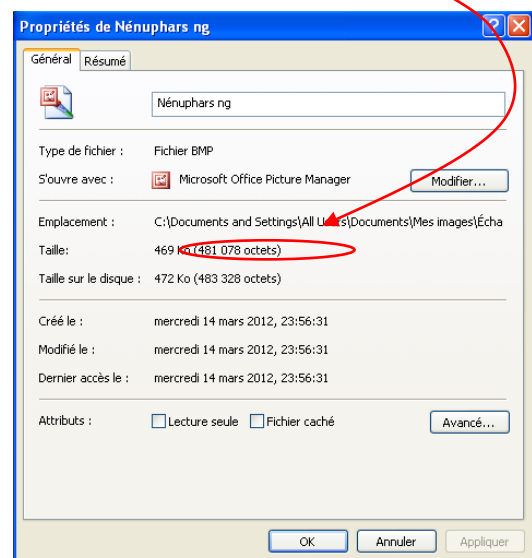 Propriétés de Nénuphars ng
Général Résumé
Nénuphars ng
Type de fichier : Fichier BMP
S'ouvre avec : Microsoft Office Picture Manager Modifier...
Emplacement : C:\Documents and Settings\All Users\Documents\Mes images\Écha
Taille: 469 Ko (481 078 octets)
Taille sur le disque : 472 Ko (483 328 octets)
Créé le : mercredi 14 mars 2012, 23:56:31
Modifié le : mercredi 14 mars 2012, 23:56:31
Dernier accès le : mercredi 14 mars 2012, 23:56:31
Attributs : Lecture seule Fichier caché Avancé...
OK Annuler Appliquer